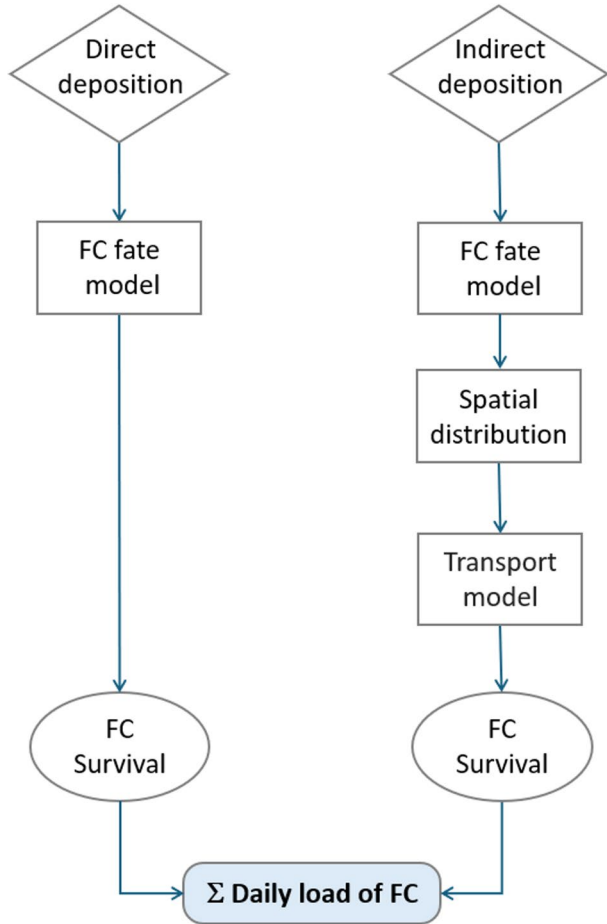 Direct
deposition
Indirect
deposition
FC fate
model
FC fate
model
Spatial
distribution
Transport
model
FC
Survival
FC
Survival
Σ Daily load of FC